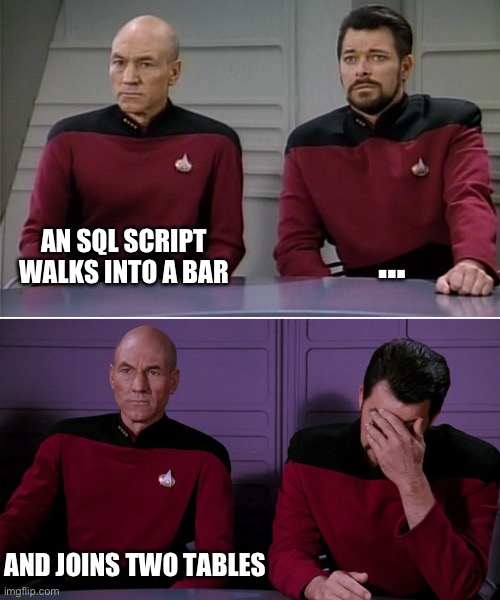 AN SQL SCRIPT
WALKS INTO A BAR
...
AND JOINS TWO TABLES
imgflip.com